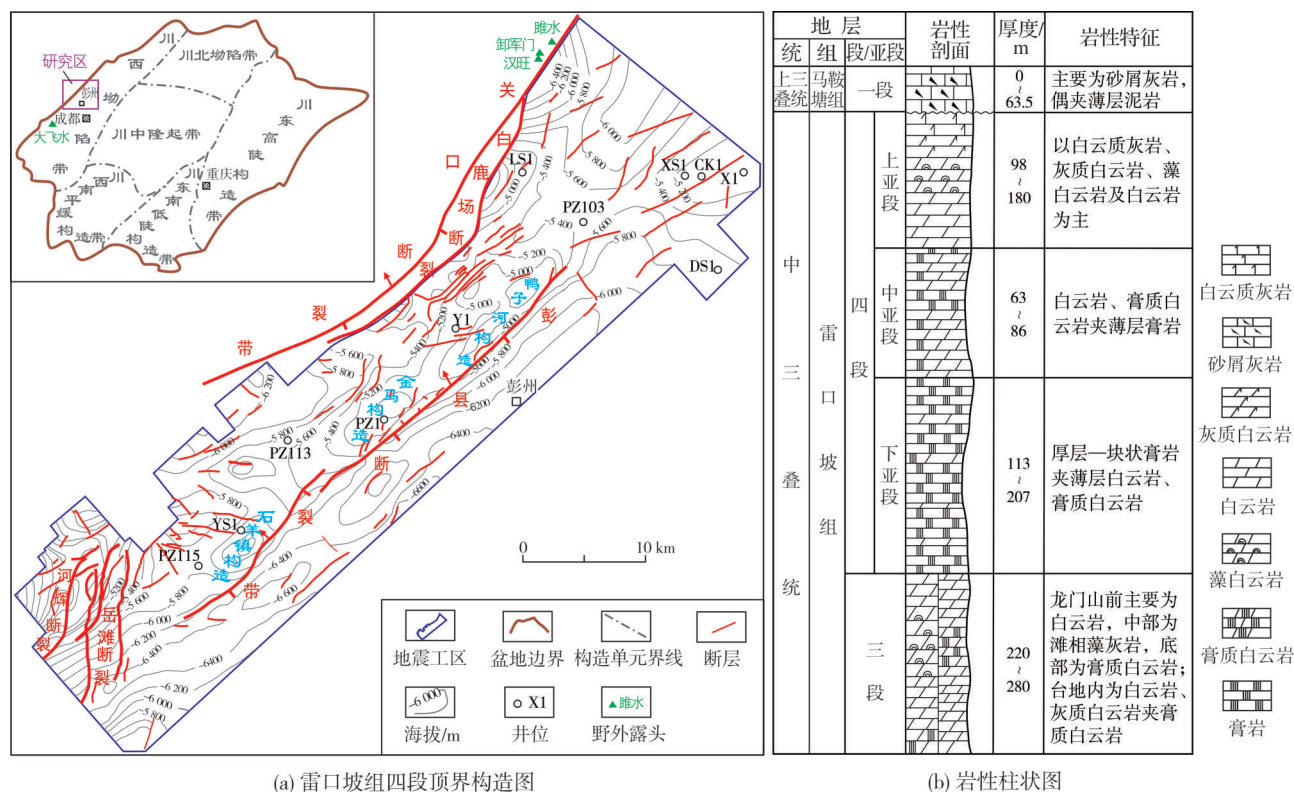 川
西
坳
陷
带
川北坳陷带
研究区
彭州
成都
大飞水
川中隆起带
川东高陡构造带
重庆
川西南平缓构造带
川东南低陡构造带
睢水
卸军门
汉旺
关口断裂带
白鹿场断裂
LS1
XS1
CK1
X1
PZ103
DS1
Y1
鸭子河构造
金马构造
PZ1
彭州
彭县断裂带
PZ113
YS1
石羊镇构造
PZ115
河辉断裂
岳滩断裂
0
10 km
地震工区
盆地边界
构造单元界线
断层
-6 000
X1
睢水
海拔/m
井位
野外露头
(a) 雷口坡组四段顶界构造图
地 层
岩性剖面
厚度/m
岩性特征
统
组
段/亚段
上三叠统
马鞍塘组
一段
0~63.5
主要为砂屑灰岩，
偶夹薄层泥岩
中三叠统
雷口坡组
四段
上亚段
98~180
以白云质灰岩、
灰质白云岩、藻
白云岩及白云岩
为主
中亚段
63~86
白云岩、膏质白
云岩夹薄层膏岩
下亚段
113~207
厚层—块状膏岩
夹薄层白云岩、
膏质白云岩
三段
220~280
龙门山前主要为
白云岩，中部为
滩相藻灰岩，底
部为膏质白云岩；
台地内为白云岩、
灰质白云岩夹膏
质白云岩
白云质灰岩
砂屑灰岩
灰质白云岩
白云岩
藻白云岩
膏质白云岩
膏岩
(b) 岩性柱状图